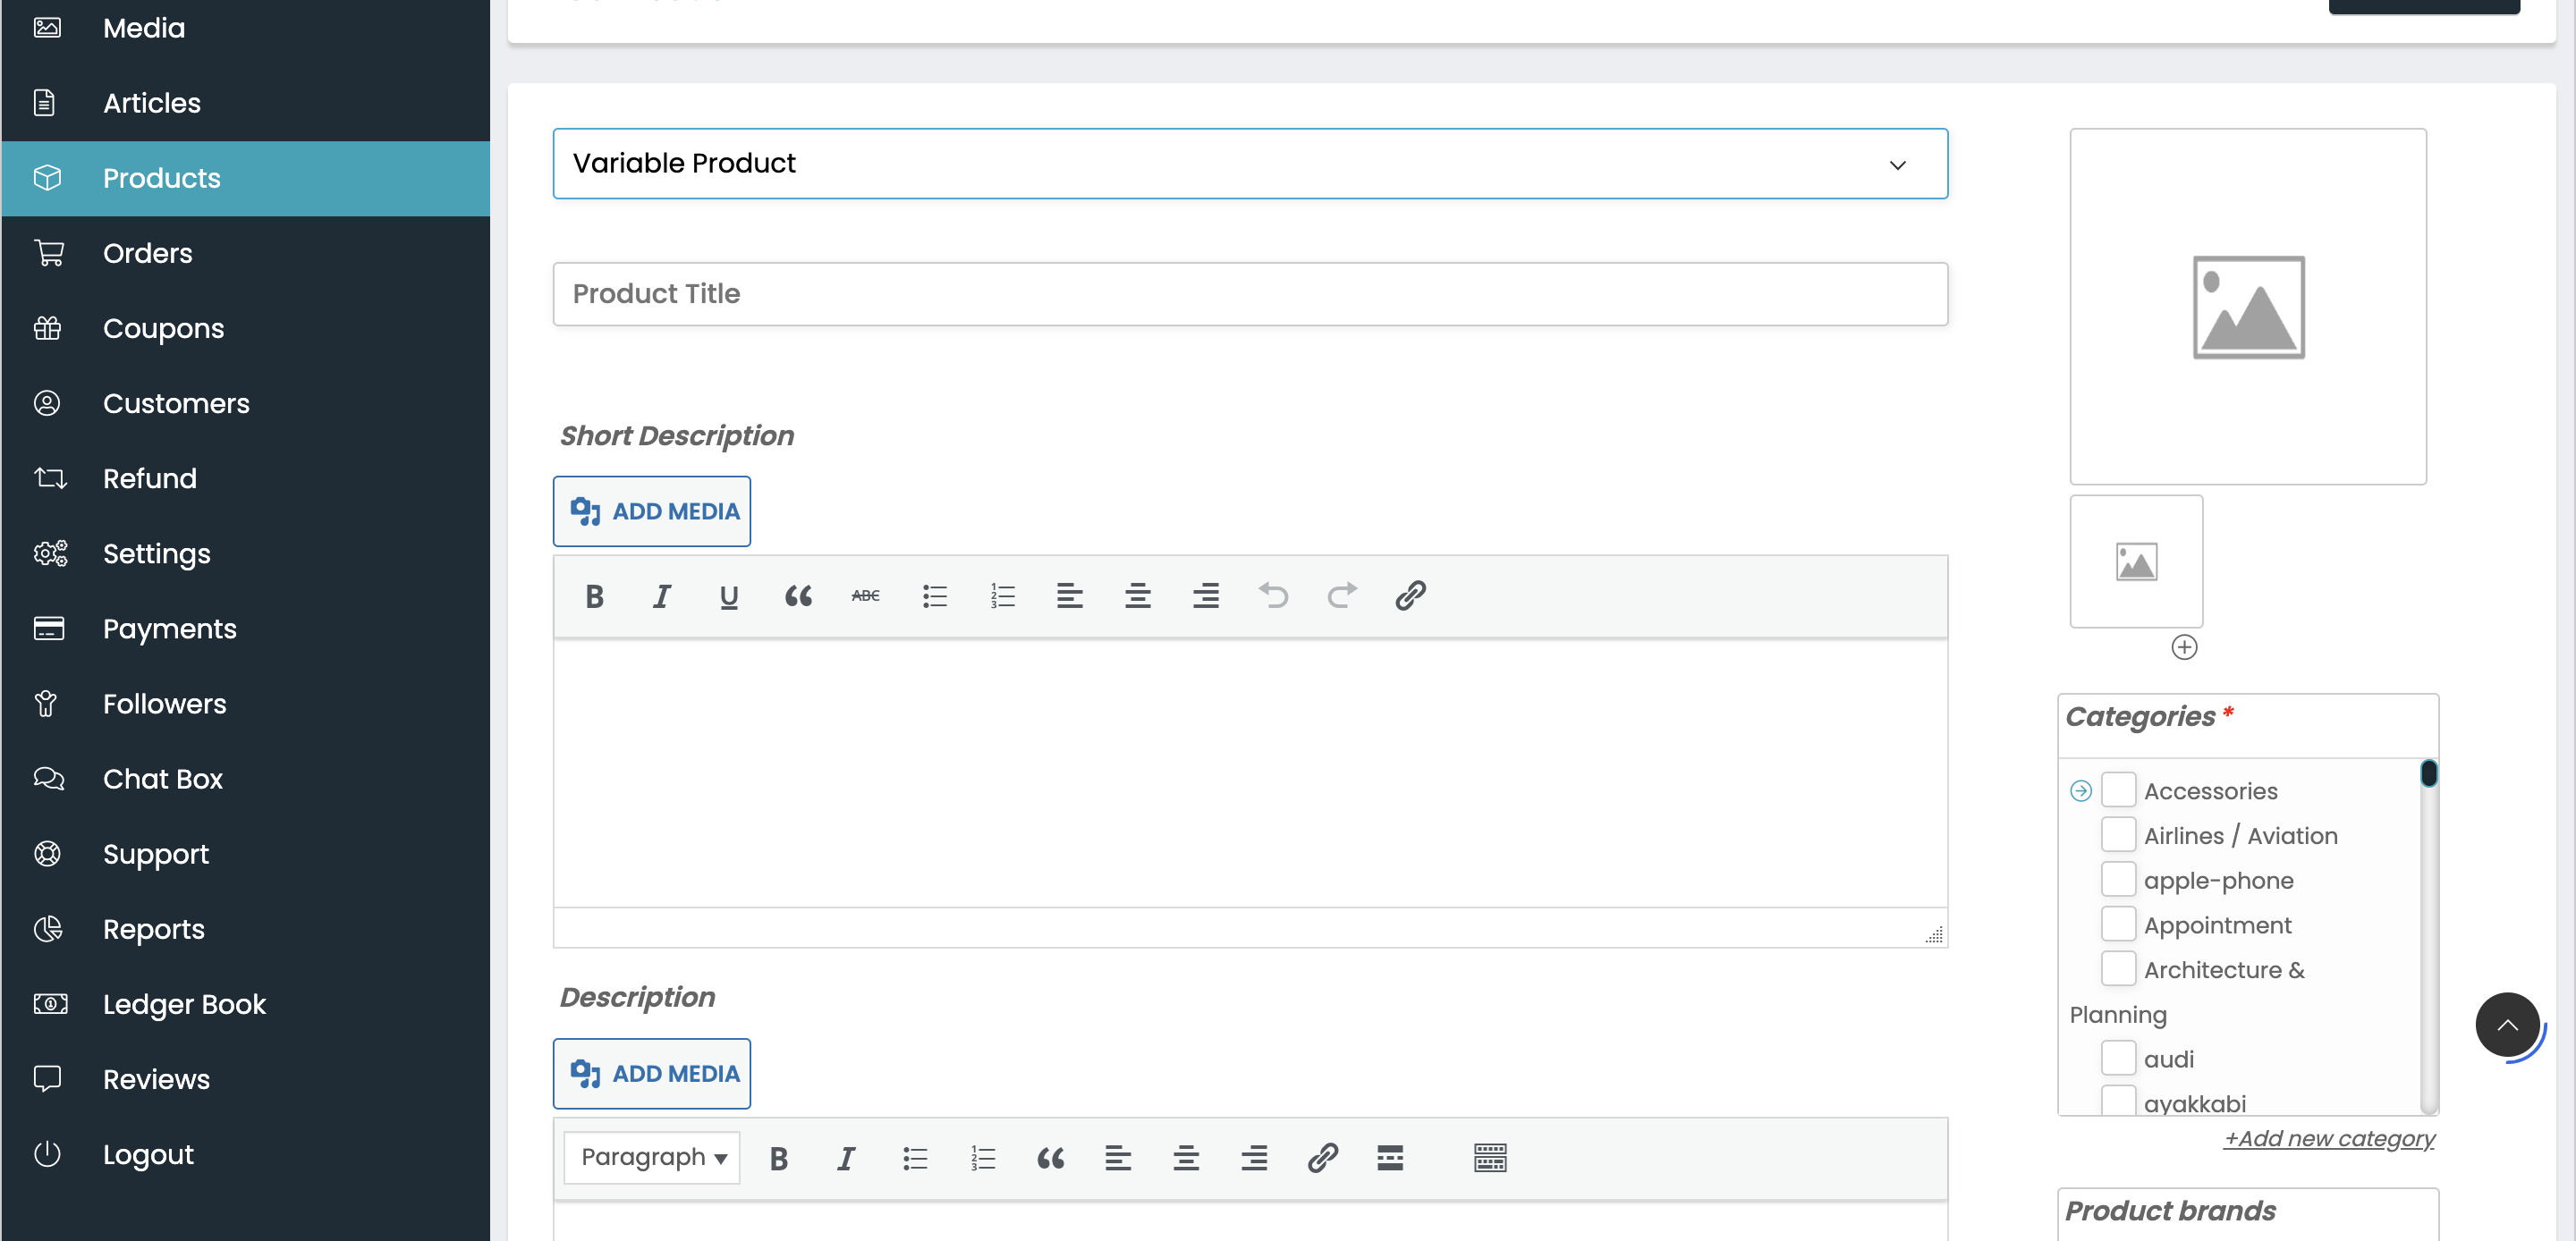 Media
Articles
Products
Orders
Coupons
Customers
Refund
Settings
Payments
Followers
Chat Box
Support
Reports
Ledger Book
Reviews
Logout
Variable Product
Product Title
Short Description
ADD MEDIA
B I U ABC
Description
ADD MEDIA
Paragraph B I
Categories *
Accessories
Airlines / Aviation
apple-phone
Appointment
Architecture &
Planning
audi
ayakkabi
+Add new category
Product brands